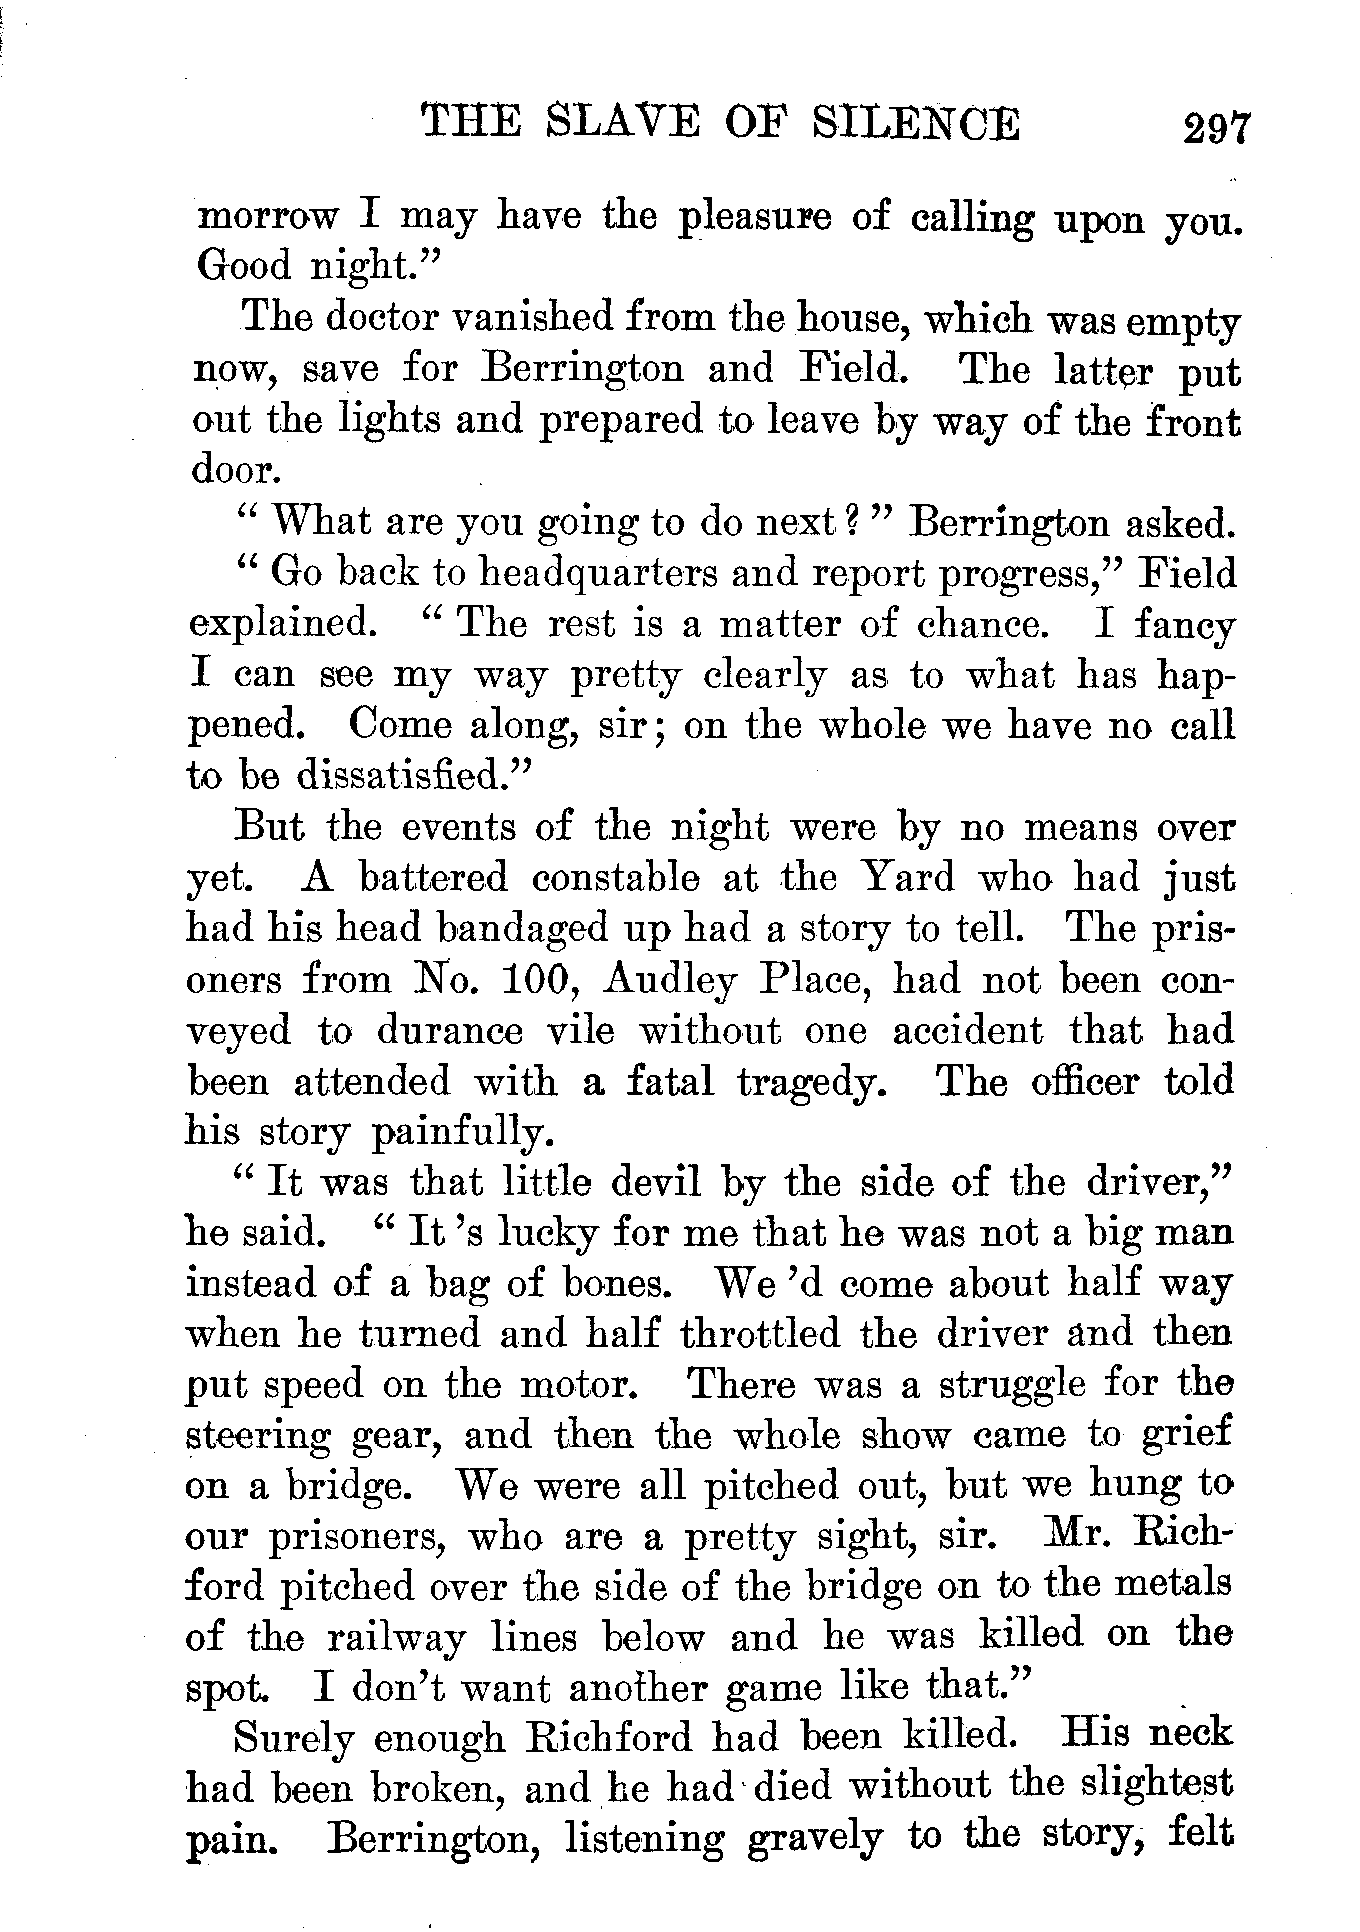 THE SLAVE OF SILENCE 297
morrow I may have the pleasure of calling upon you.
Good night.”
The doctor vanished from the house, which was empty
now, save for Berrington and Field. The latter put
out the lights and prepared to leave by way of the front
door.
“ What are you going to do next ? ” Berrington asked.
“ Go back to headquarters and report progress,” Field
explained. “ The rest is a matter of chance. I fancy
I can see my way pretty clearly as to what has hap-
pened. Come along, sir; on the whole we have no call
to be dissatisfied.”
But the events of the night were by no means over
yet. A battered constable at the Yard who had just
had his head bandaged up had a story to tell. The pris-
oners from No. 100, Audley Place, had not been con-
veyed to durance vile without one accident that had
been attended with a fatal tragedy. The officer told
his story painfully.
“ It was that little devil by the side of the driver,”
he said. “ It ’s lucky for me that he was not a big man
instead of a bag of bones. We ’d come about half way
when he turned and half throttled the driver and then
put speed on the motor. There was a struggle for the
steering gear, and then the whole show came to grief
on a bridge. We were all pitched out, but we hung to
our prisoners, who are a pretty sight, sir. Mr. Rich-
ford pitched over the side of the bridge on to the metals
of the railway lines below and he was killed on the
spot. I don’t want another game like that.”
Surely enough Richford had been killed. His neck
had been broken, and he had died without the slightest
pain. Berrington, listening gravely to the story, felt